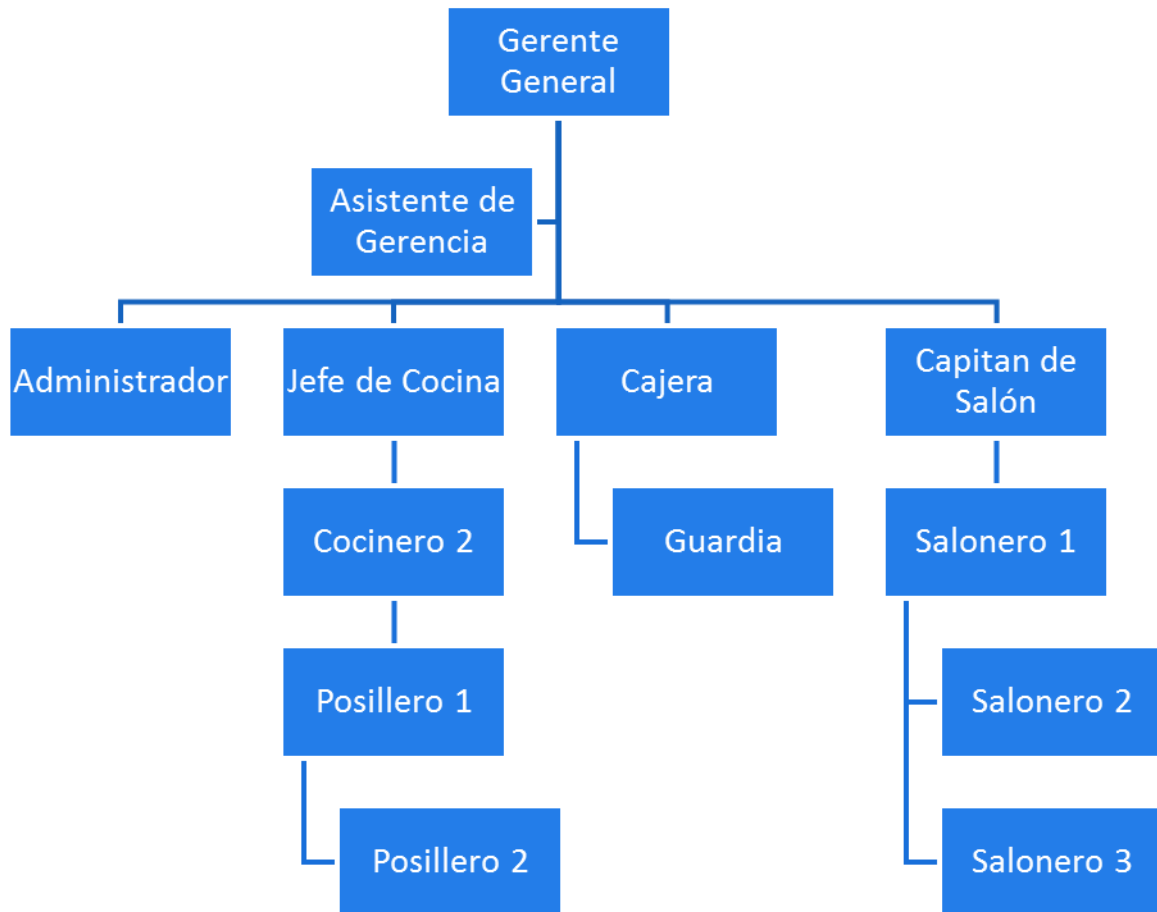 Gerente
General
Asistente de
Gerencia
Administrador
Jefe de Cocina
Cajera
Capitan de
Salón
Cocinero 2
Guardia
Salonero 1
Posillero 1
Salonero 2
Posillero 2
Salonero 3